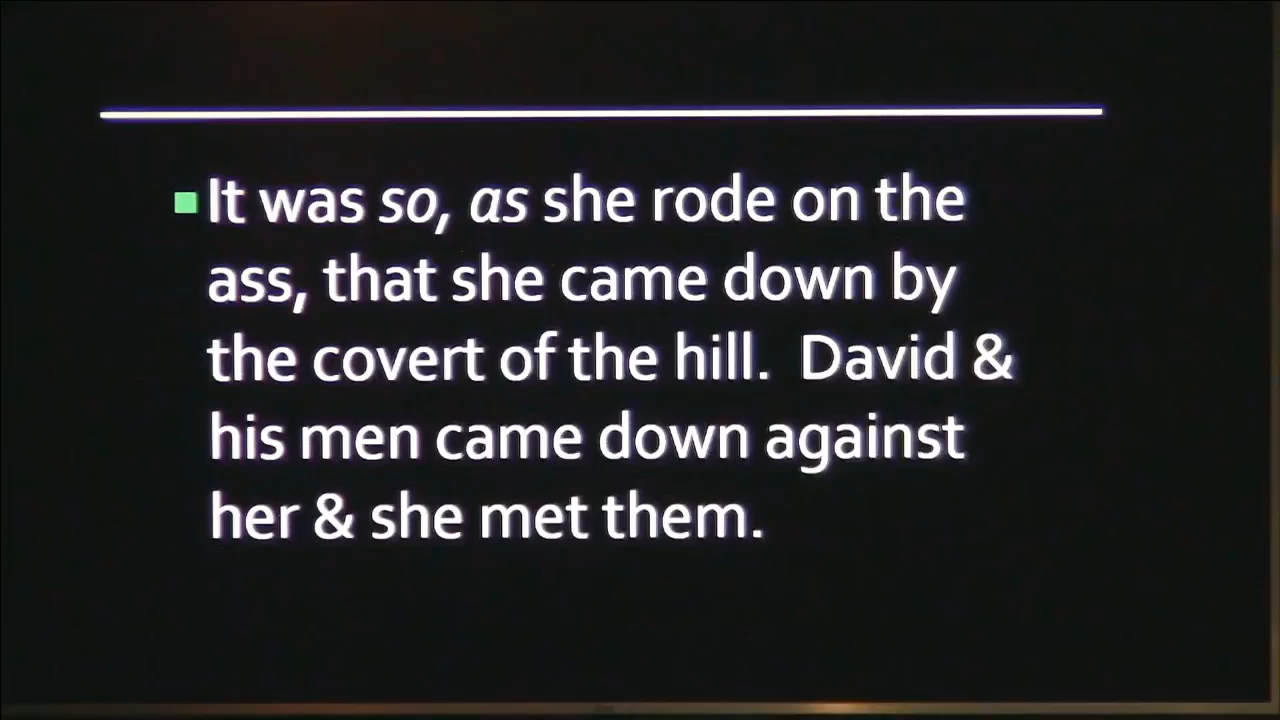 It was so, as she rode on the
ass, that she came down by
the covert of the hill.  David &
his men came down against
her & she met them.